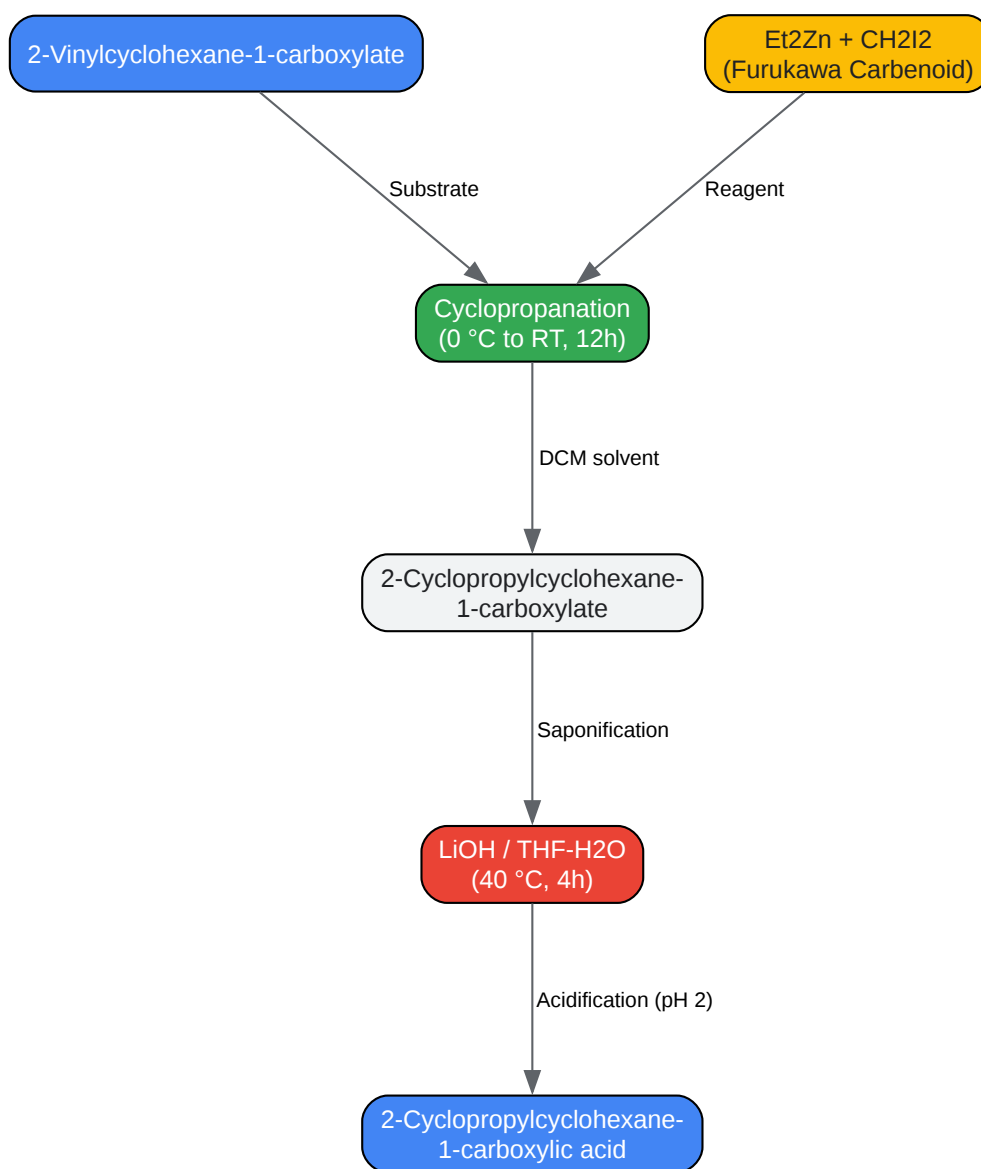 2-Vinylcyclohexane-1-carboxylate
Et2Zn + CH2I2
(Furukawa Carbenoid)
Substrate
Reagent
Cyclopropanation
(0 °C to RT, 12h)
DCM solvent
2-Cyclopropylcyclohexane-
1-carboxylate
Saponification
LiOH / THF-H2O
(40 °C, 4h)
Acidification (pH 2)
2-Cyclopropylcyclohexane-
1-carboxylic acid